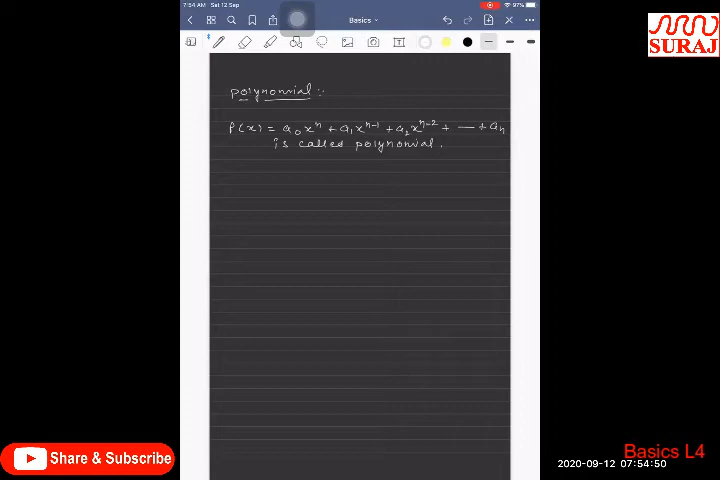 7:54 AM Sat 12 Sep
97%
Basics
SURAJ
polynomial :-
P(x) = a₀xⁿ + a₁xⁿ⁻¹ + a₂xⁿ⁻² + — + aₙ
is called polynomial.
Share & Subscribe
Basics L4
2020-09-12 07:54:50